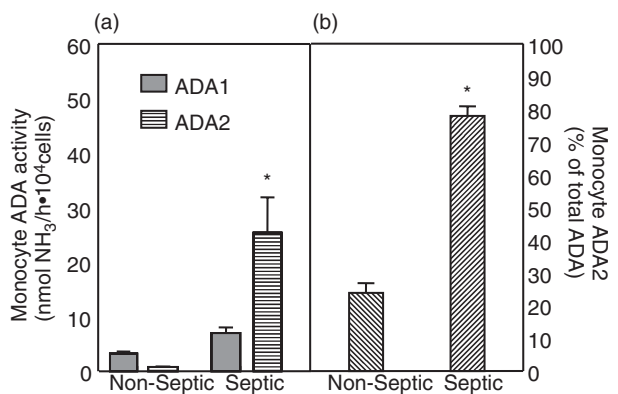 (a)
(b)
60
50
40
30
20
10
0
Monocyte ADA activity
(nmol NH₃/h•10⁴cells)
ADA1
ADA2
*
Non-Septic Septic
*
Non-Septic Septic
100
90
80
70
60
50
40
30
20
10
0
Monocyte ADA2
(% of total ADA)